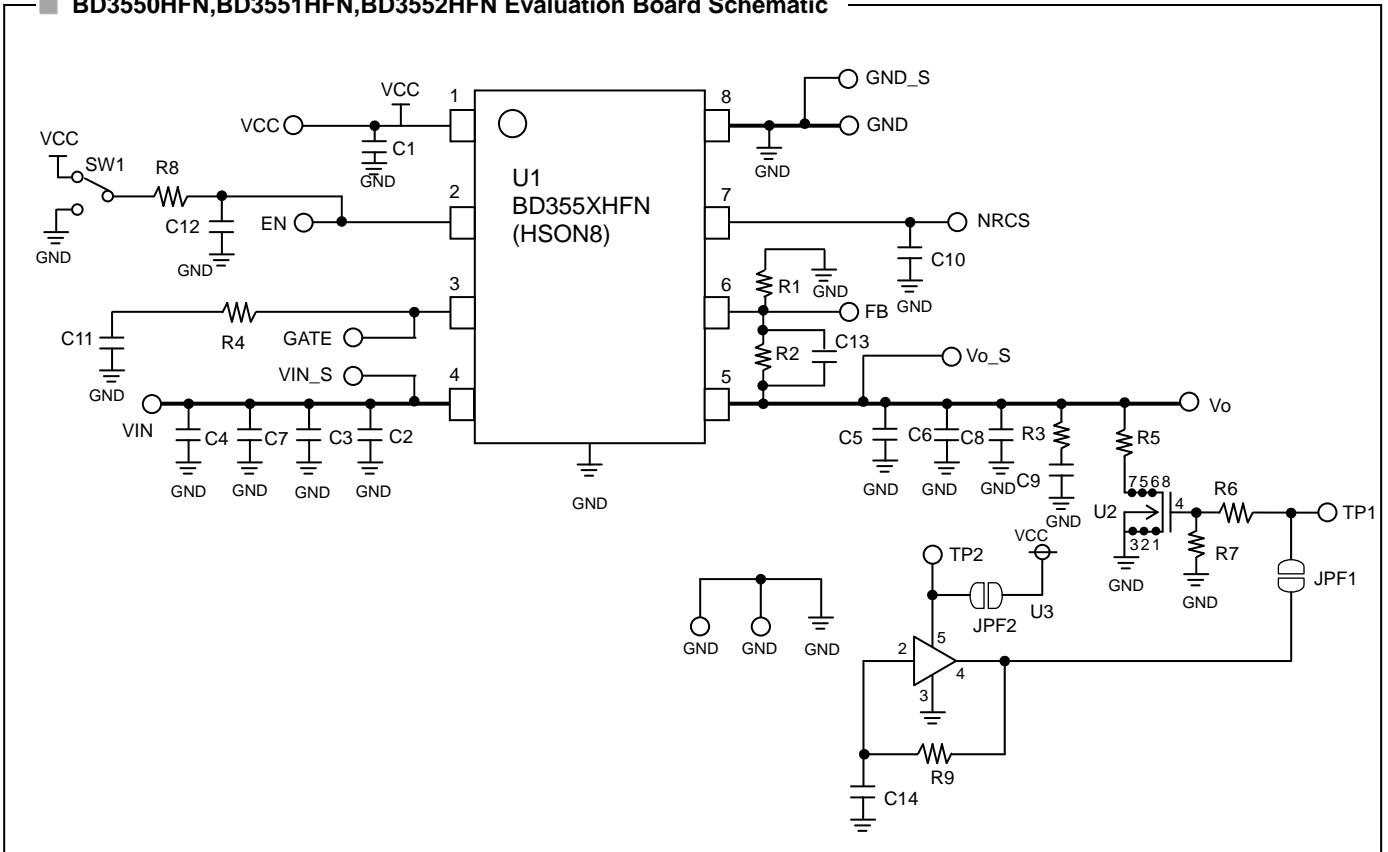 BD3550HFN,BD3551HFN,BD3552HFN Evaluation Board Schematic
VCC
1
8
GND_S
VCC
C1
GND
GND
GND
VCC
SW1
R8
2
U1
BD355XHFN
(HSON8)
7
NRCS
C12
EN
GND
GND
C10
GND
3
6
R1
GND
FB
C11
R4
GATE
GND
R2
C13
VIN_S
4
5
Vo_S
VIN
Vo
C4
C7
C3
C2
C5
C6
C8
R3
R5
GND
GND
GND
GND
GND
GND
GND
GND
C9
GND
7568
U2
4
R6
TP1
321
R7
GND
GND
JPF1
TP2
VCC
JPF2
U3
GND
GND
GND
5
2
4
3
R9
C14